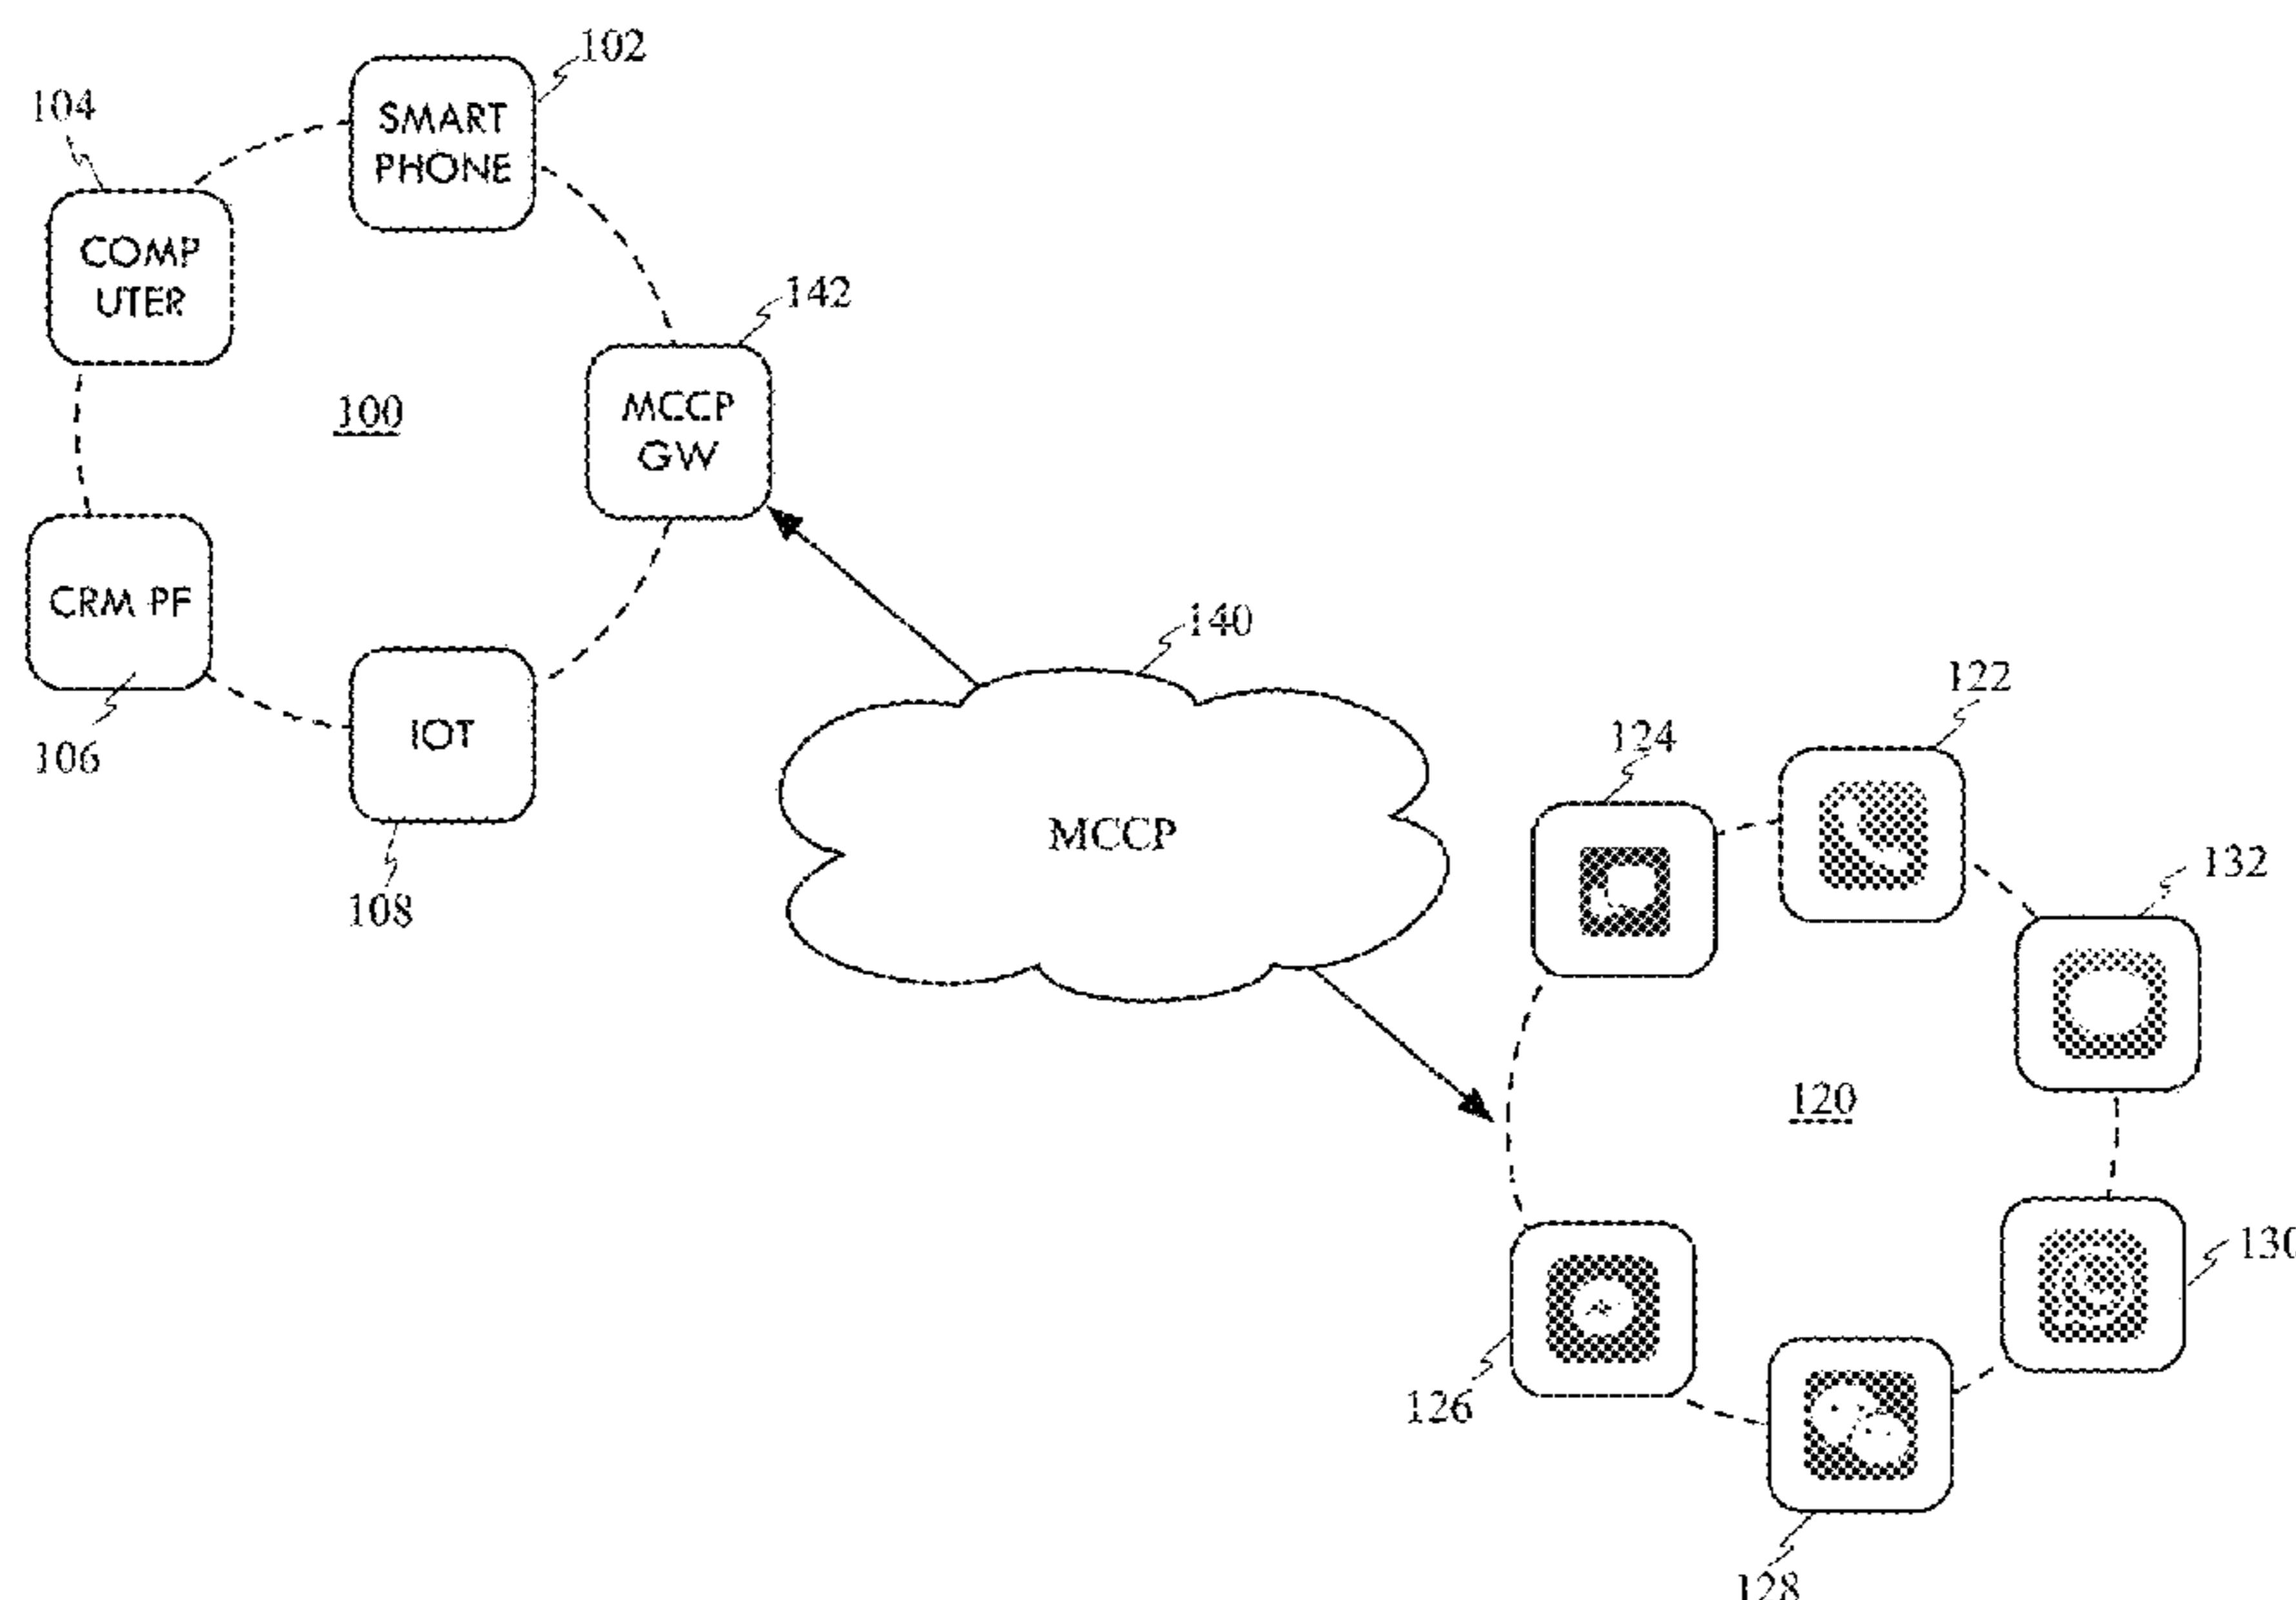 102
104
SMART
PHONE
COMP
UTER
142
100
MCCP
GW
CRM PF
140
106
IOT
122
124
108
MCCP
132
120
130
126
128